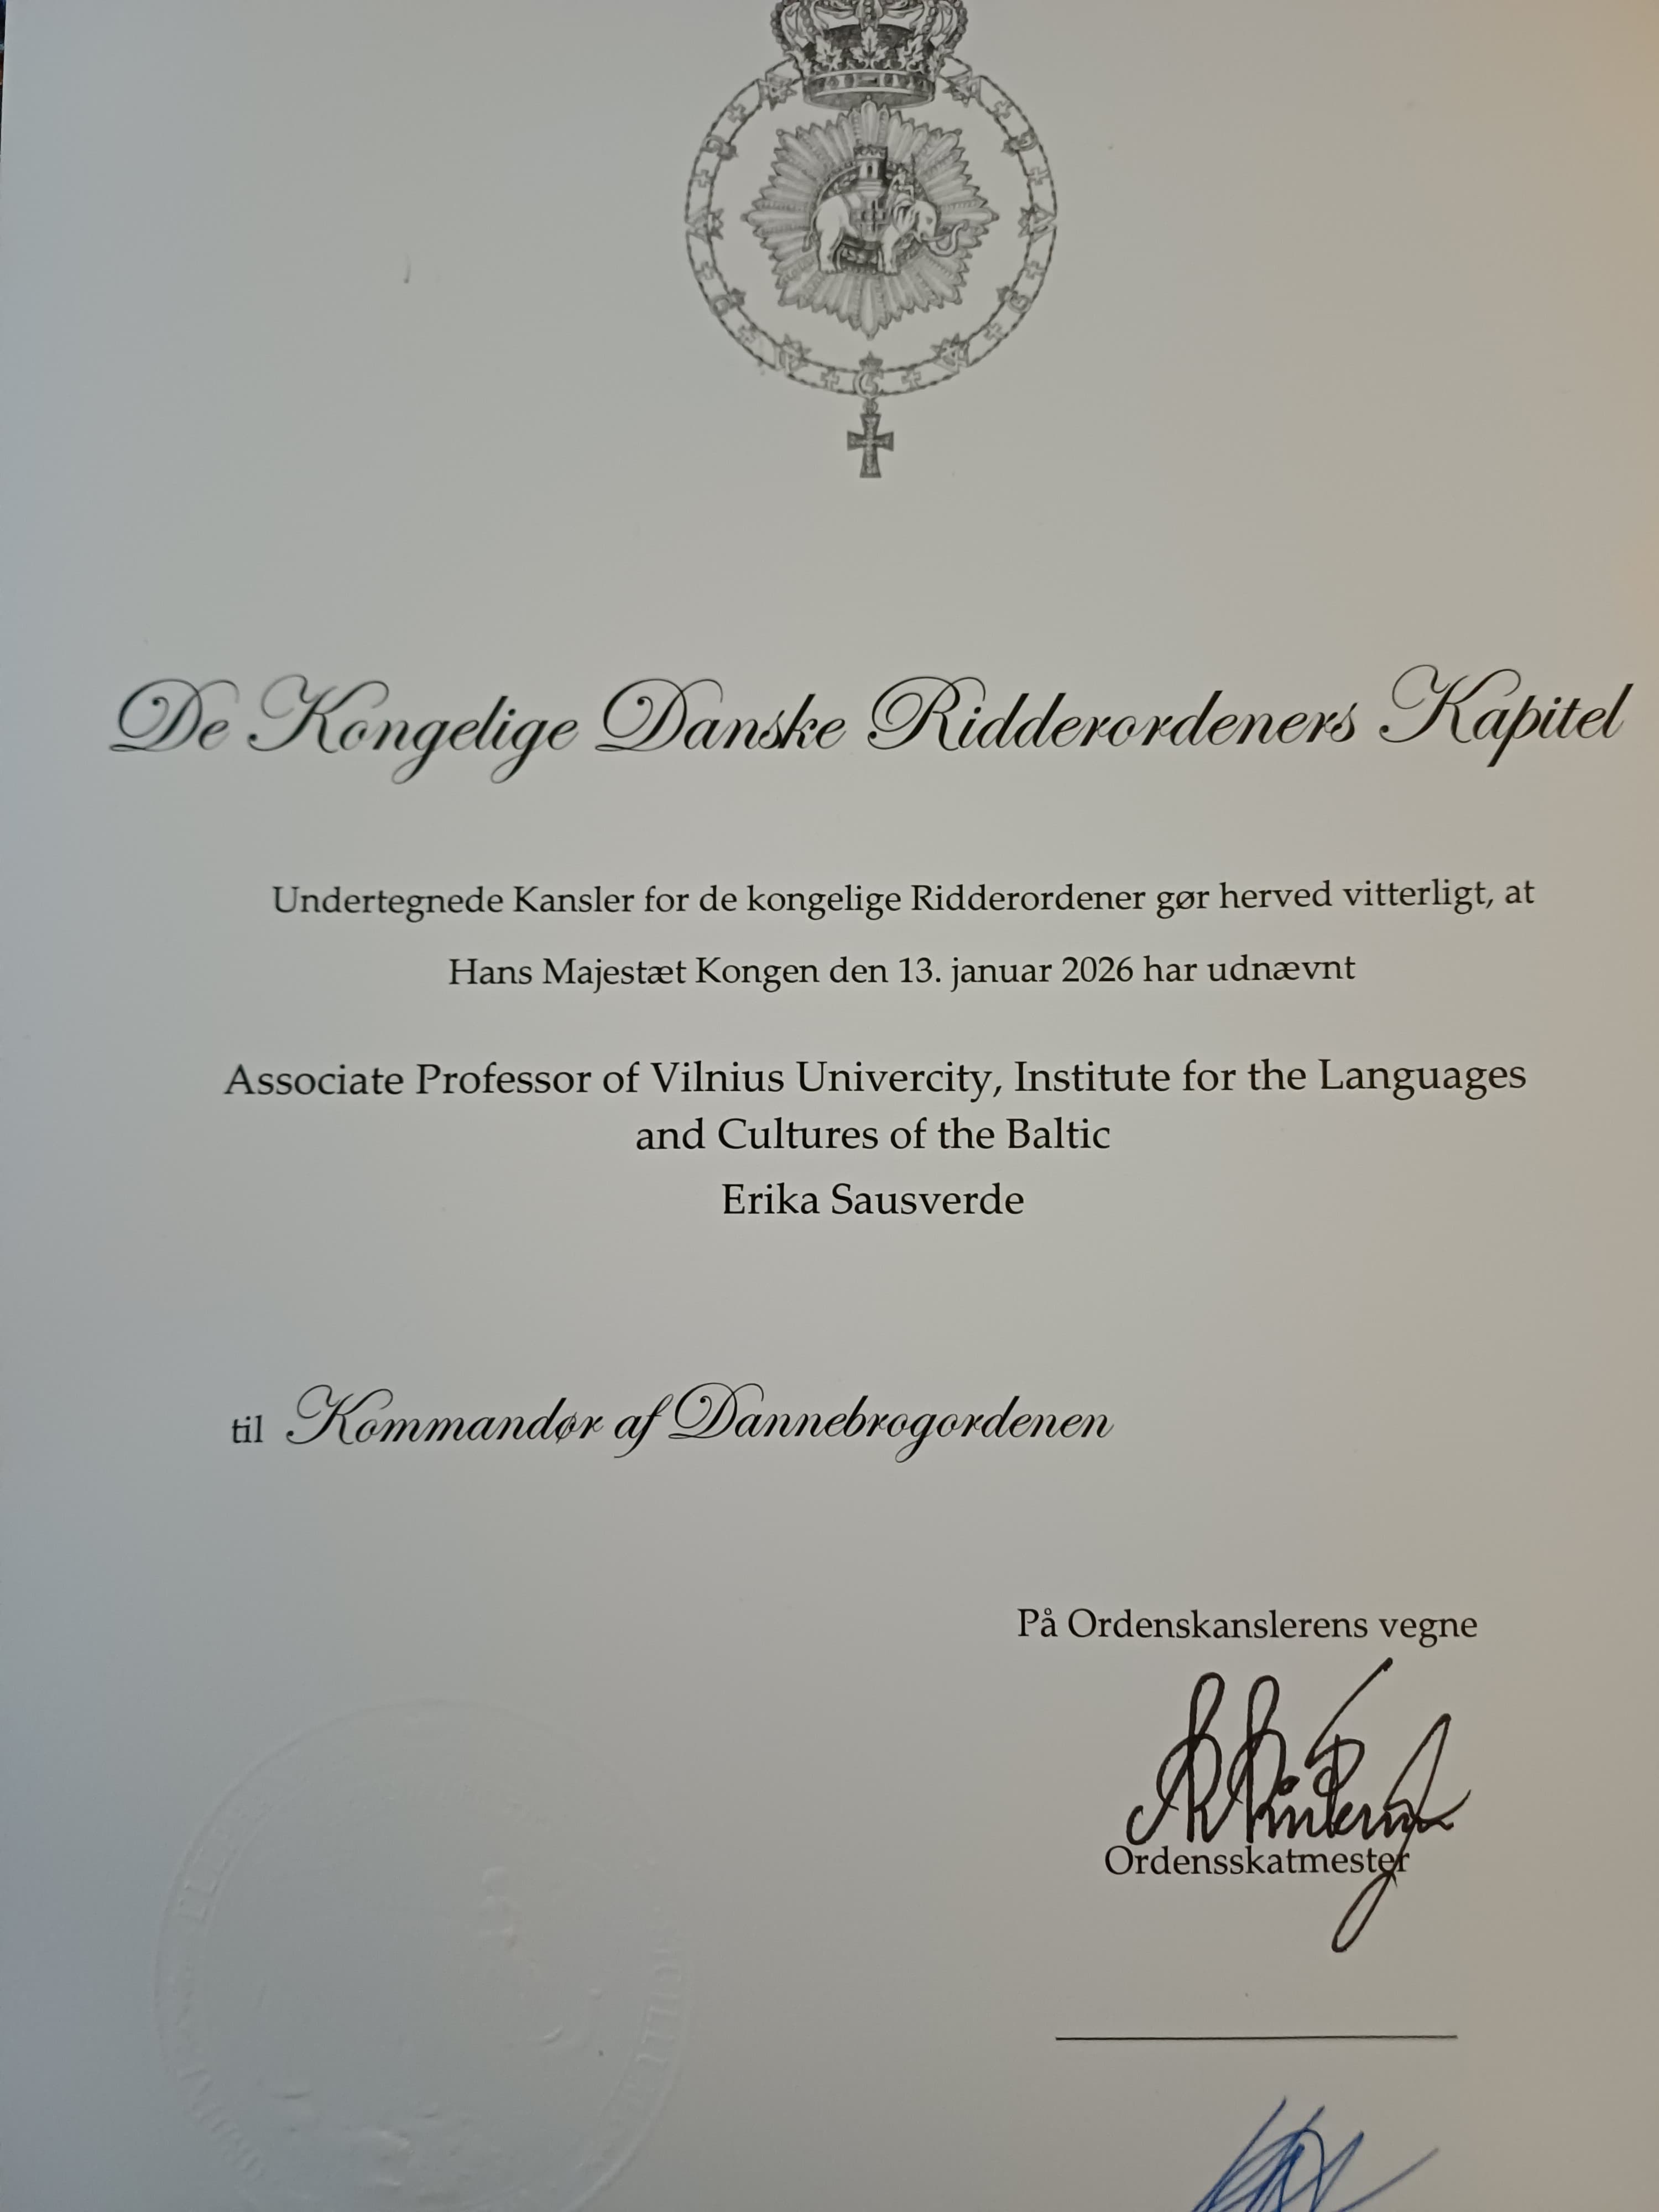 De Kongelige Danske Ridderordeners Kapitel
Undertegnede Kansler for de kongelige Ridderordener gør herved vitterligt, at
Hans Majestæt Kongen den 13. januar 2026 har udnævnt
Associate Professor of Vilnius Univercity, Institute for the Languages
and Cultures of the Baltic
Erika Sausverde
til Kommandør af Dannebrogordenen
På Ordenskanslerens vegne
Ordensskatmester